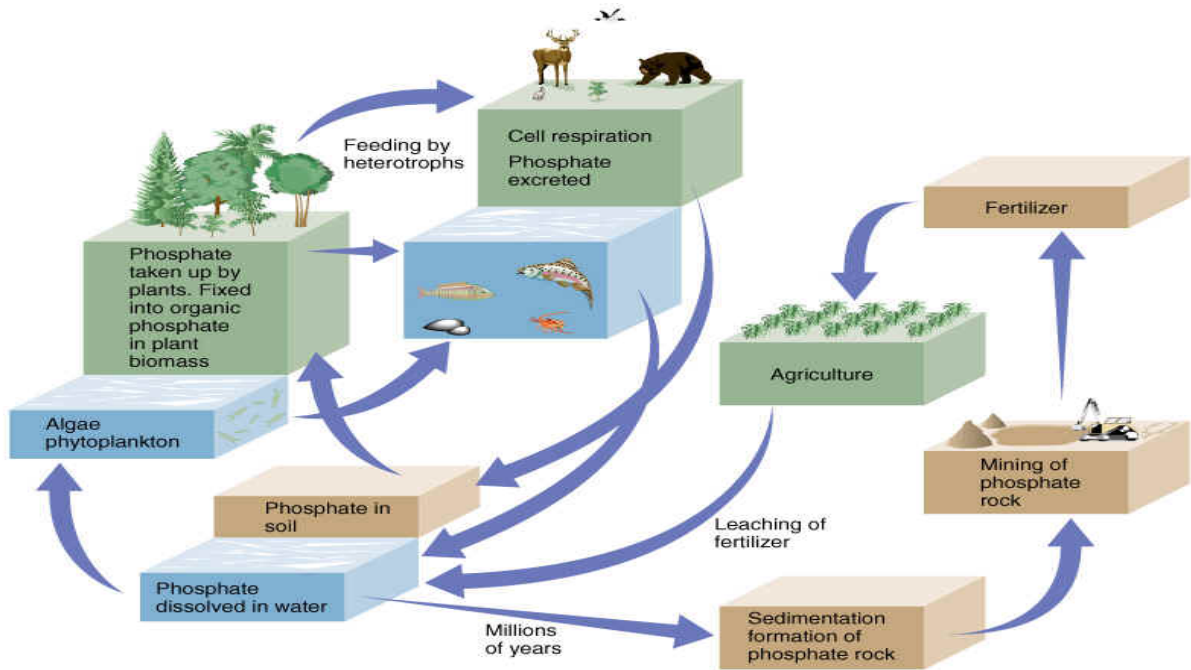 Feeding by
heterotrophs
Cell respiration
Phosphate
excreted
Fertilizer
Phosphate
taken up by
plants. Fixed
into organic
phosphate
in plant
biomass
Agriculture
Algae
phytoplankton
Mining of
phosphate
rock
Phosphate in
soil
Leaching of
fertilizer
Phosphate
dissolved in water
Millions
of years
Sedimentation
formation of
phosphate rock